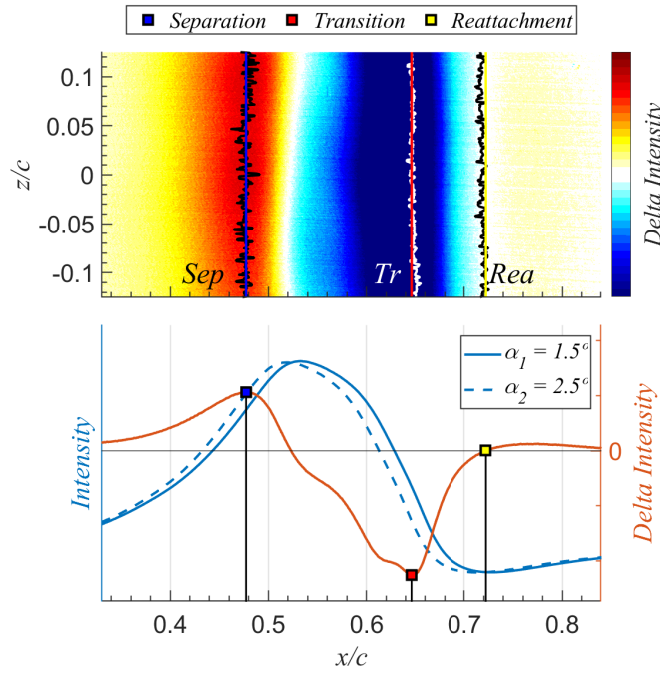 Separation Transition Reattachment
0.1
0.05
0
-0.05
-0.1
z/c
Sep Tr Rea
Delta Intensity
α1 = 1.5°
α2 = 2.5°
Intensity
0
Delta Intensity
0.4 0.5 0.6 0.7 0.8
x/c